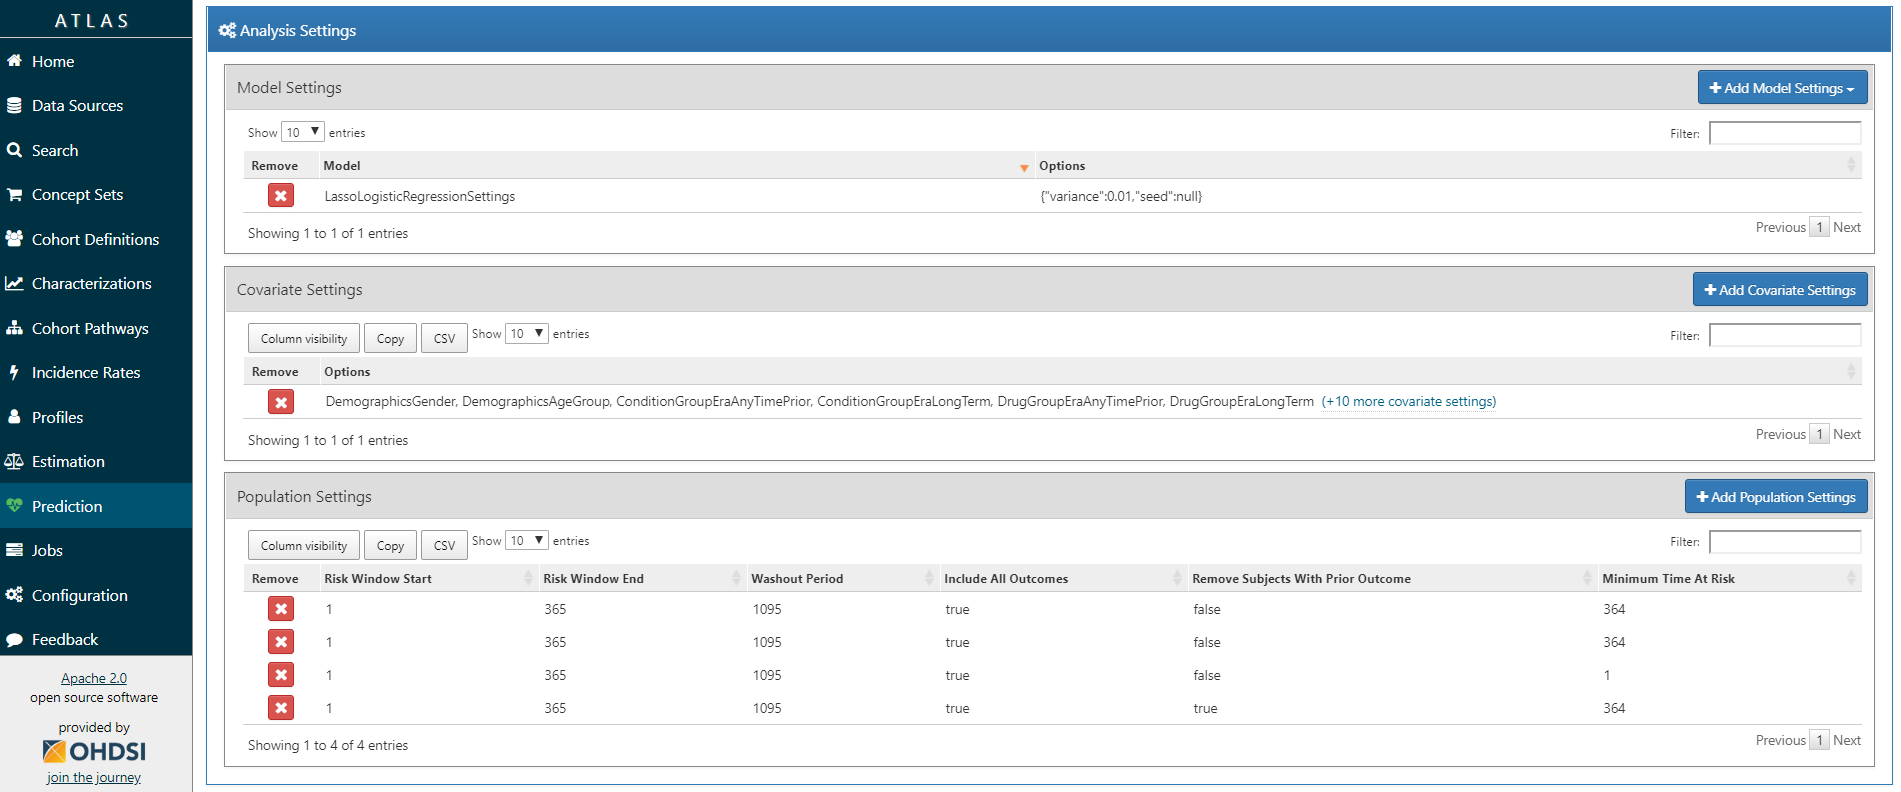 ATLAS
Home
Data Sources
Search
Concept Sets
Cohort Definitions
Characterizations
Cohort Pathways
Incidence Rates
Profiles
Estimation
Prediction
Jobs
Configuration
Feedback
Apache 2.0
open source software
provided by
OHDSI
join the journey
Analysis Settings
Model Settings
Add Model Settings
Show 10 entries
Filter:
Remove Model Options
LassoLogisticRegressionSettings {"variance":0.01,"seed":null}
Showing 1 to 1 of 1 entries
Previous 1 Next
Covariate Settings
Add Covariate Settings
Column visibility Copy CSV Show 10 entries
Filter:
Remove Options
DemographicsGender, DemographicsAgeGroup, ConditionGroupEraAnyTimePrior, ConditionGroupEraLongTerm, DrugGroupEraAnyTimePrior, DrugGroupEraLongTerm (+10 more covariate settings)
Showing 1 to 1 of 1 entries
Previous 1 Next
Population Settings
Add Population Settings
Column visibility Copy CSV Show 10 entries
Filter:
Remove Risk Window Start Risk Window End Washout Period Include All Outcomes Remove Subjects With Prior Outcome Minimum Time At Risk
1 365 1095 true false 364
1 365 1095 true false 364
1 365 1095 true false 1
1 365 1095 true true 364
Showing 1 to 4 of 4 entries
Previous 1 Next